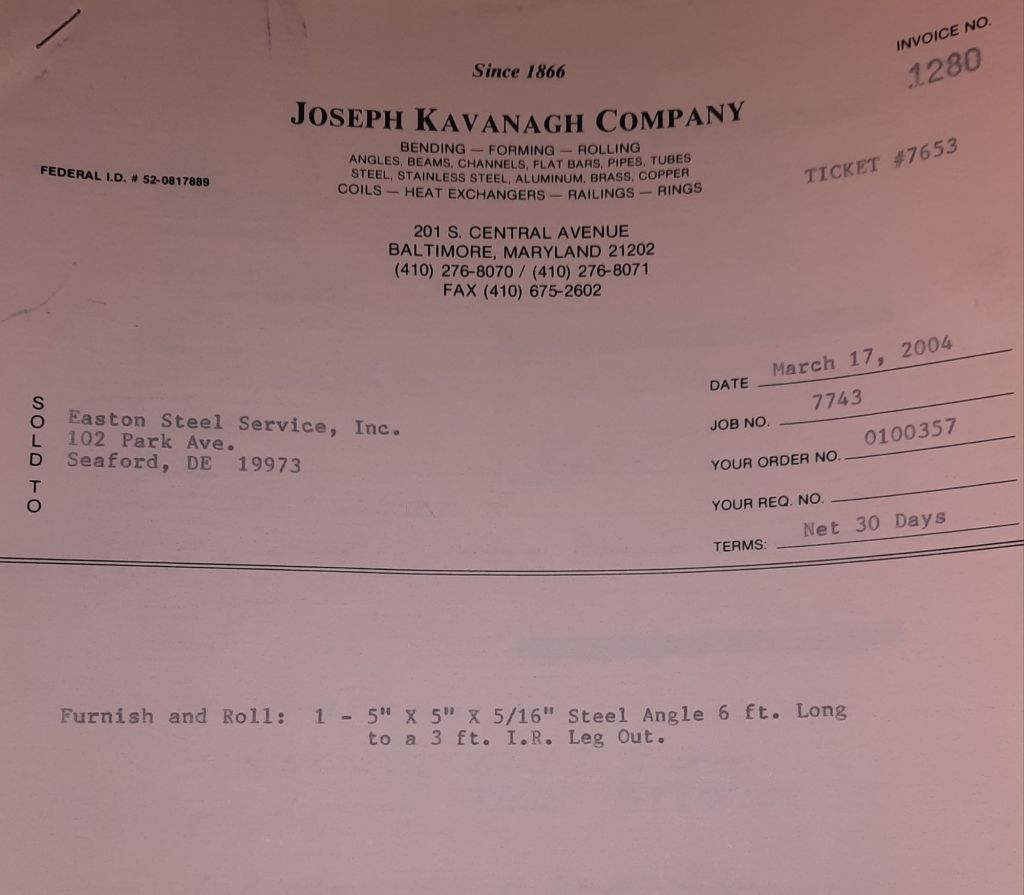 INVOICE NO.
1280
Since 1866
JOSEPH KAVANAGH COMPANY
BENDING — FORMING — ROLLING
ANGLES, BEAMS, CHANNELS, FLAT BARS, PIPES, TUBES
STEEL, STAINLESS STEEL, ALUMINUM, BRASS, COPPER
COILS — HEAT EXCHANGERS — RAILINGS — RINGS
FEDERAL I.D. # 52-0817889
TICKET #7653
201 S. CENTRAL AVENUE
BALTIMORE, MARYLAND 21202
(410) 276-8070 / (410) 276-8071
FAX (410) 675-2602
DATE March 17, 2004
JOB NO. 7743
YOUR ORDER NO. 0100357
YOUR REQ. NO.
TERMS: Net 30 Days
SOLD TO
Easton Steel Service, Inc.
102 Park Ave.
Seaford, DE 19973
Furnish and Roll: 1 - 5" X 5" X 5/16" Steel Angle 6 ft. Long
to a 3 ft. I.R. Leg Out.